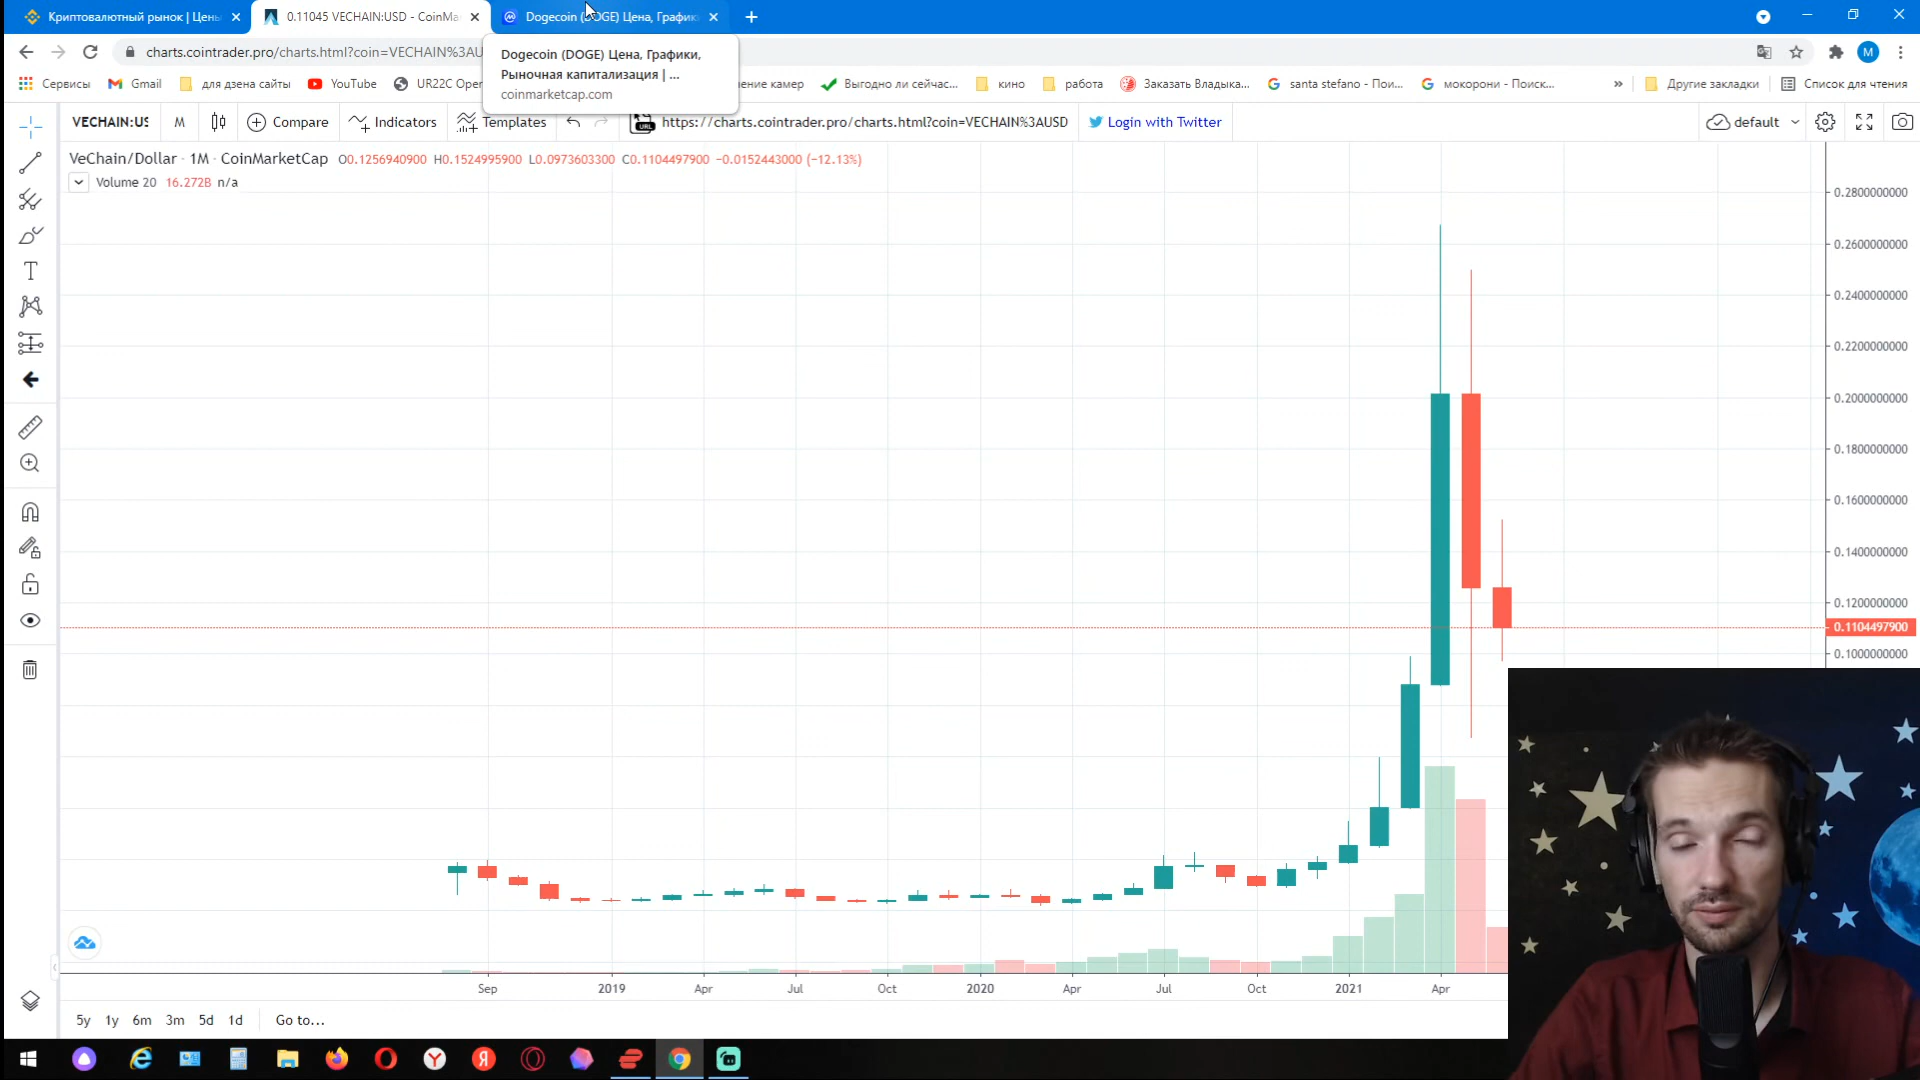 Криптовалютный рынок | Цены
0.11045 VECHAIN:USD - CoinMa
Dogecoin (DOGE) Цена, График
charts.cointrader.pro/charts.html?coin=VECHAIN%3AU
M
Dogecoin (DOGE) Цена, Графики,
Рыночная капитализация | ...
coinmarketcap.com
Сервисы
Gmail
для дзена сайты
YouTube
UR22C Oper
ение камер
Выгодно ли сейчас...
кино
работа
Заказать Владыка...
santa stefano - Пои...
мокорони - Поиск...
»
Другие закладки
Список для чтения
VECHAIN:US
M
Compare
Indicators
Templates
URL
https://charts.cointrader.pro/charts.html?coin=VECHAIN%3AUSD
Login with Twitter
default
VeChain/Dollar · 1M · CoinMarketCap O0.1256940900 H0.1524995900 L0.0973603300 C0.1104497900 −0.0152443000 (−12.13%)
Volume 20 16.272B n/a
0.2800000000
0.2600000000
0.2400000000
0.2200000000
0.2000000000
0.1800000000
0.1600000000
0.1400000000
0.1200000000
0.1104497900
0.1000000000
Sep
2019
Apr
Jul
Oct
2020
Apr
Jul
Oct
2021
Apr
5y 1y 6m 3m 5d 1d Go to...